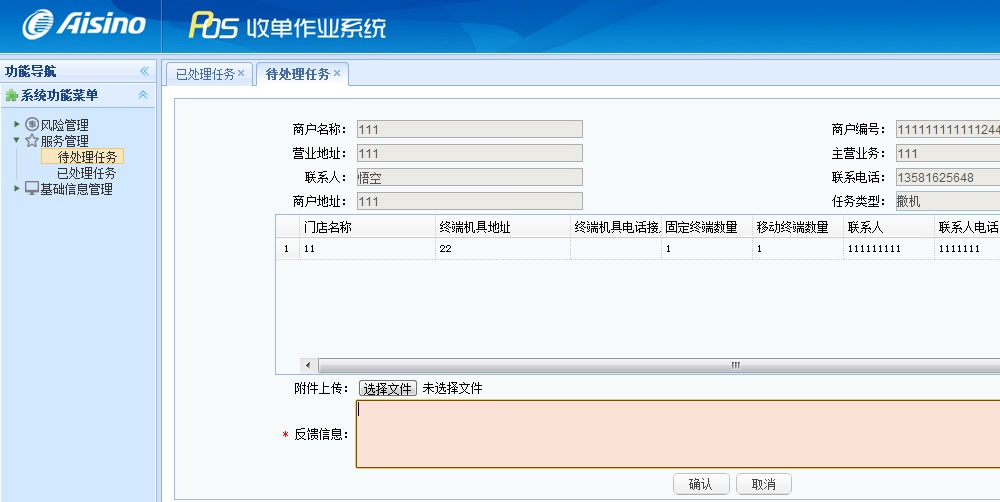 Aisino POS 收单作业系统
功能导航
已处理任务 待处理任务
系统功能菜单
风险管理
服务管理
待处理任务
已处理任务
基础信息管理
商户名称： 111 商户编号：
营业地址： 111 主营业务： 111
联系人： 悟空 联系电话： 13581625648
商户地址： 111 任务类型： 撤机
门店名称 终端机具地址 终端机具电话接 固定终端数量 移动终端数量 联系人 联系人电话
1 11 22 1 1 111111111 1111111
附件上传： 选择文件 未选择文件
* 反馈信息：
确认 取消